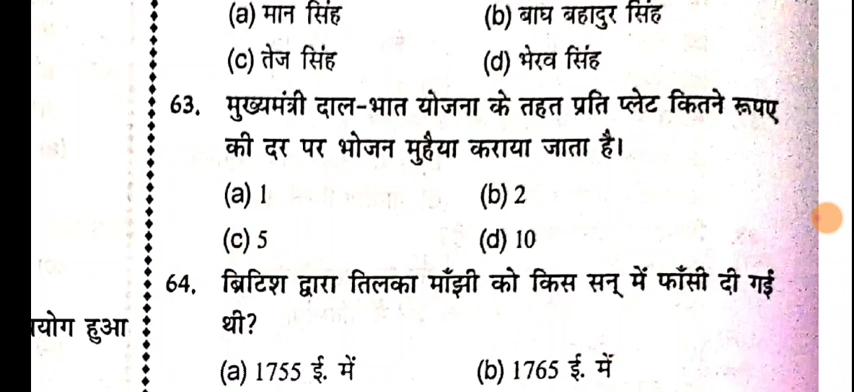 (a) मान सिंह (b) बाघ बहादुर सिंह
(c) तेज सिंह (d) भेरव सिंह
63. मुख्यमंत्री दाल-भात योजना के तहत प्रति प्लेट कितने रूपए
की दर पर भोजन मुहैया कराया जाता है।
(a) 1 (b) 2
(c) 5 (d) 10
64. ब्रिटिश द्वारा तिलका माँझी को किस सन् में फाँसी दी गई
थी?
योग हुआ
(a) 1755 ई. में (b) 1765 ई. में